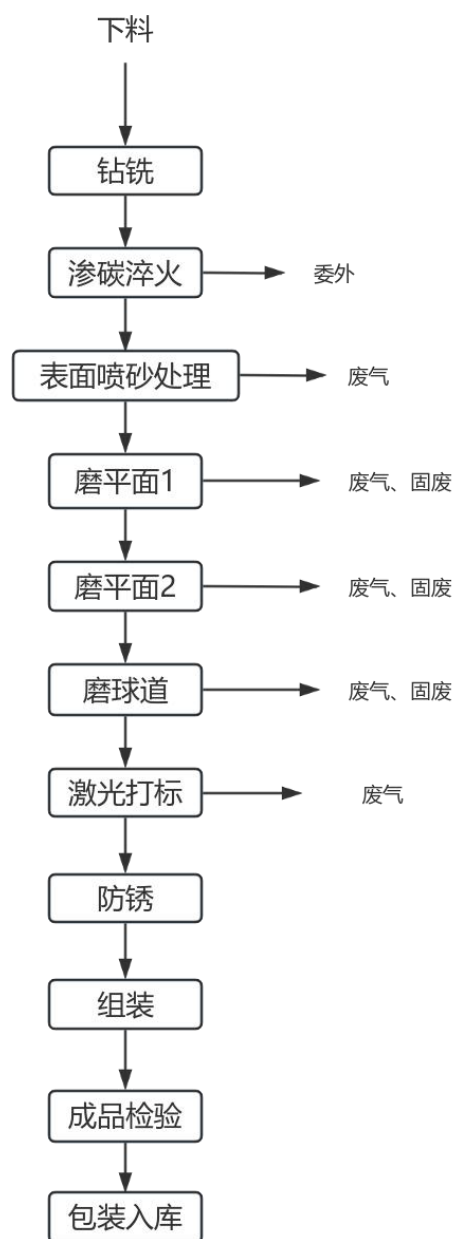 下料
钻铣
渗碳淬火
委外
表面喷砂处理
废气
磨平面1
废气、固废
磨平面2
废气、固废
磨球道
废气、固废
激光打标
废气
防锈
组装
成品检验
包装入库